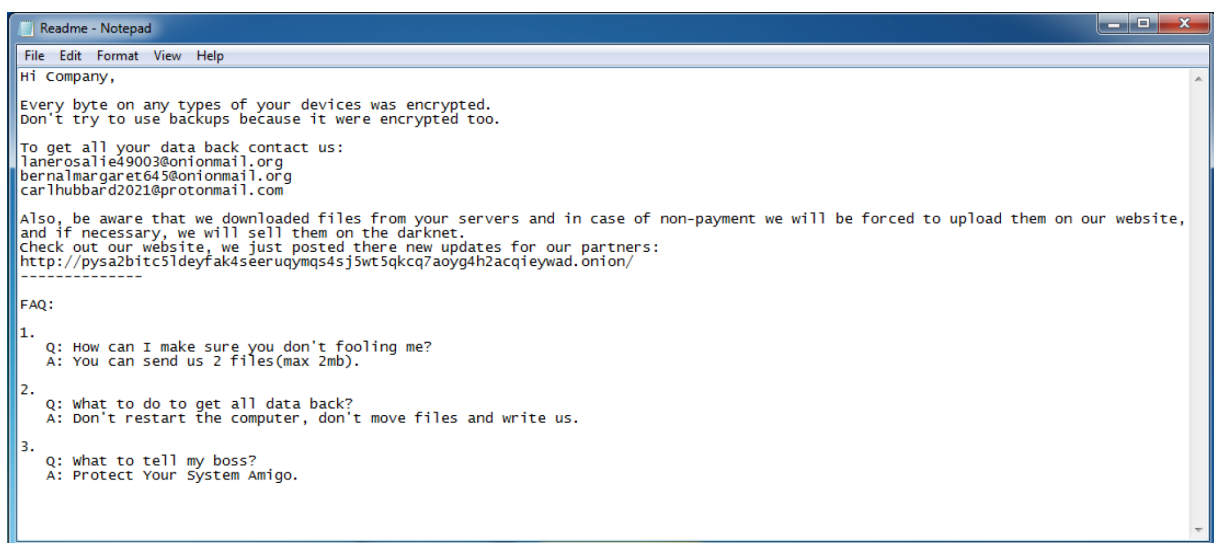 Readme - Notepad
File Edit Format View Help
Hi Company,
Every byte on any types of your devices was encrypted.
Don't try to use backups because it were encrypted too.
To get all your data back contact us:
lanerosalie49003@onionmail.org
bernalmargaret645@onionmail.org
carlhubbard2021@protonmail.com
Also, be aware that we downloaded files from your servers and in case of non-payment we will be forced to upload them on our website,
and if necessary, we will sell them on the darknet.
Check out our website, we just posted there new updates for our partners:
http://pysa2bitc5ldeyfak4seeruqymqs4sj5wt5qkcq7aoyg4h2acqieywad.onion/
--------------
FAQ:
1.
Q: How can I make sure you don't fooling me?
A: You can send us 2 files(max 2mb).
2.
Q: What to do to get all data back?
A: Don't restart the computer, don't move files and write us.
3.
Q: What to tell my boss?
A: Protect Your System Amigo.